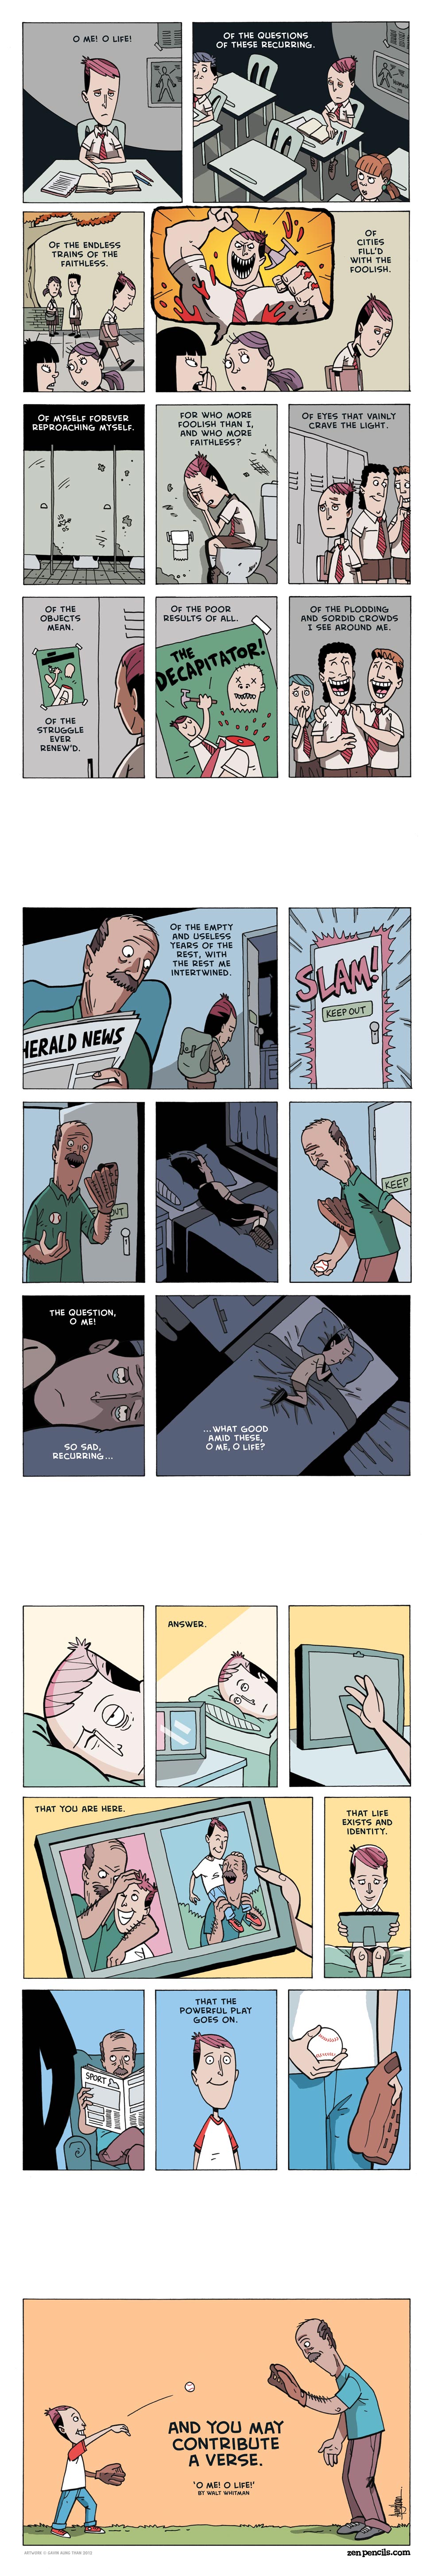 O ME! O LIFE!
OF THE QUESTIONS
OF THESE RECURRING.
OF THE ENDLESS
TRAINS OF THE
FAITHLESS.
OF
CITIES
FILL'D
WITH THE
FOOLISH.
OF MYSELF FOREVER
REPROACHING MYSELF.
FOR WHO MORE
FOOLISH THAN I,
AND WHO MORE
FAITHLESS?
OF EYES THAT VAINLY
CRAVE THE LIGHT.
OF THE
OBJECTS
MEAN.
OF THE
STRUGGLE
EVER
RENEW'D.
OF THE POOR
RESULTS OF ALL.
THE
DECAPITATOR!
OF THE PLODDING
AND SORDID CROWDS
I SEE AROUND ME.
HERALD NEWS
OF THE EMPTY
AND USELESS
YEARS OF THE
REST, WITH
THE REST ME
INTERTWINED.
SLAM!
KEEP OUT
OUT
KEEP
THE QUESTION,
O ME!
SO SAD,
RECURRING...
...WHAT GOOD
AMID THESE,
O ME, O LIFE?
ANSWER.
THAT YOU ARE HERE.
THAT LIFE
EXISTS AND
IDENTITY.
SPORT
THAT THE
POWERFUL PLAY
GOES ON.
AND YOU MAY
CONTRIBUTE
A VERSE.
'O ME! O LIFE!'
BY WALT WHITMAN
ARTWORK © GAVIN AUNG THAN 2013
zenpencils.com